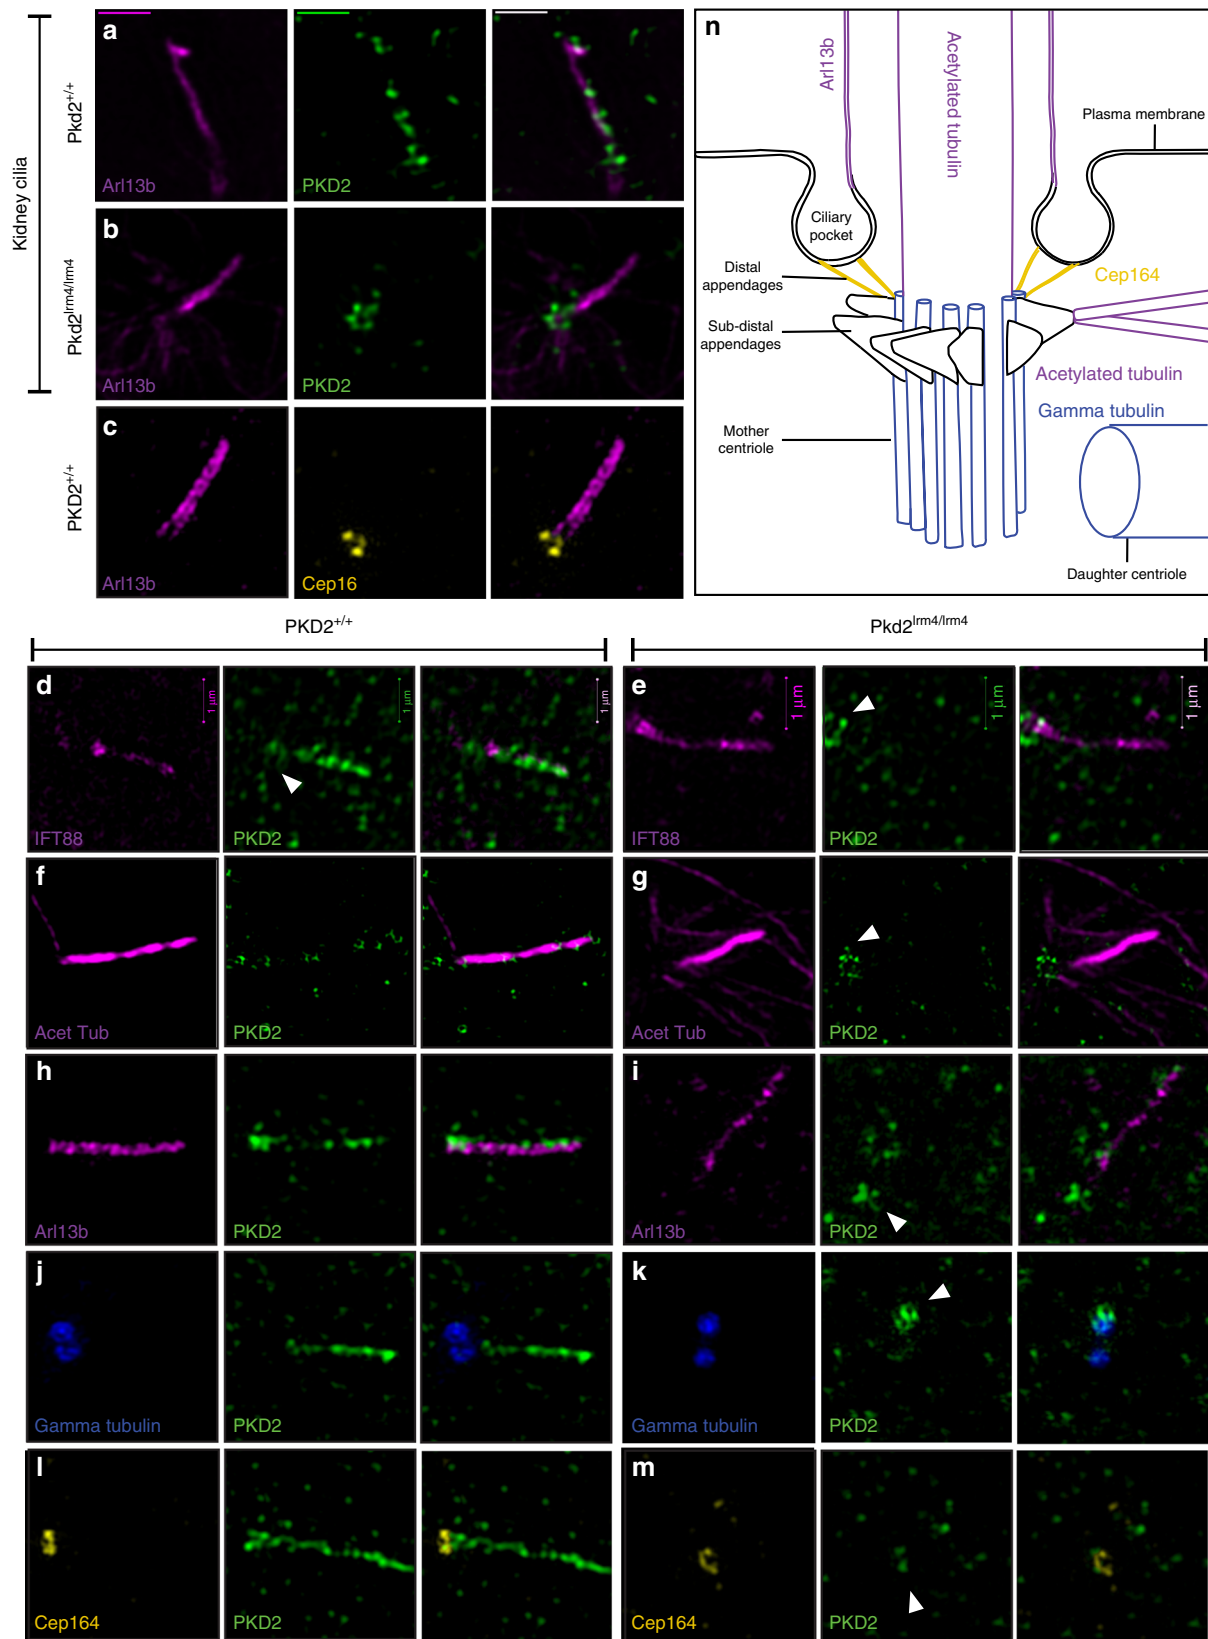 Kidney cilia
Pkd2+/+
a
Arl13b
PKD2
Pkd2lrm4/lrm4
b
Arl13b
PKD2
PKD2+/+
c
Arl13b
Cep16
n
Arl13b
Acetylated tubulin
Plasma membrane
Ciliary
pocket
Distal
appendages
Cep164
Sub-distal
appendages
Acetylated tubulin
Gamma tubulin
Mother
centriole
Daughter centriole
PKD2+/+
Pkd2lrm4/lrm4
d
1 µm
1 µm
1 µm
IFT88
PKD2
e
1 µm
1 µm
1 µm
IFT88
PKD2
f
Acet Tub
PKD2
g
Acet Tub
PKD2
h
Arl13b
PKD2
i
Arl13b
PKD2
j
Gamma tubulin
PKD2
k
Gamma tubulin
PKD2
l
Cep164
PKD2
m
Cep164
PKD2